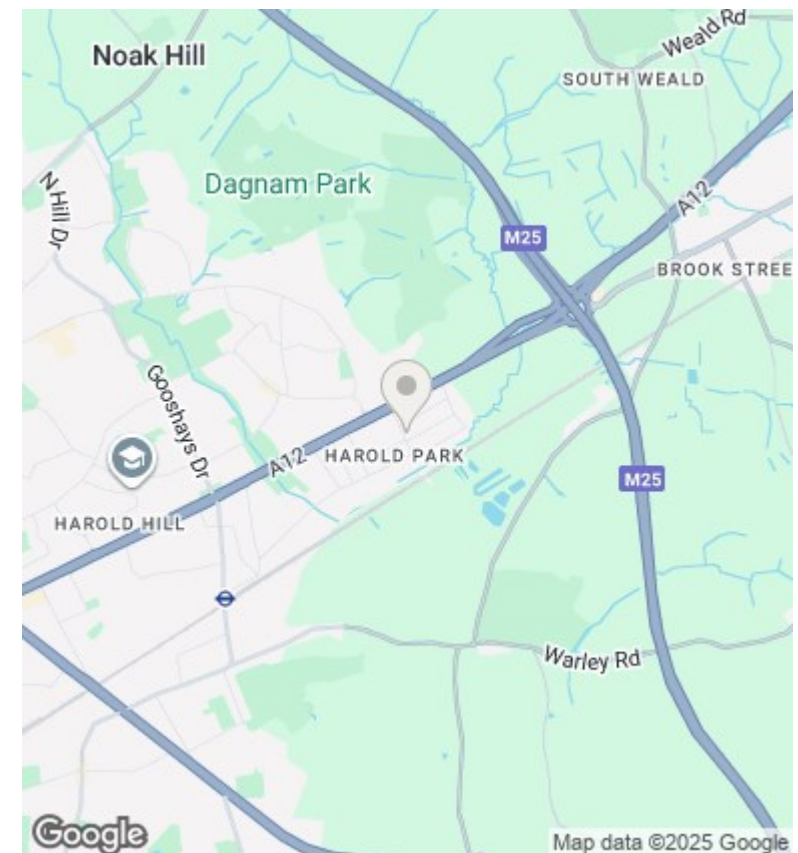 Noak Hill
Weald Rd
SOUTH WEALD
Dagnam Park
N Hill Dr
A12
M25
BROOK STREE
Gooshays Dr
A12
HAROLD PARK
M25
HAROLD HILL
Warley Rd
Google
Map data ©2025 Google